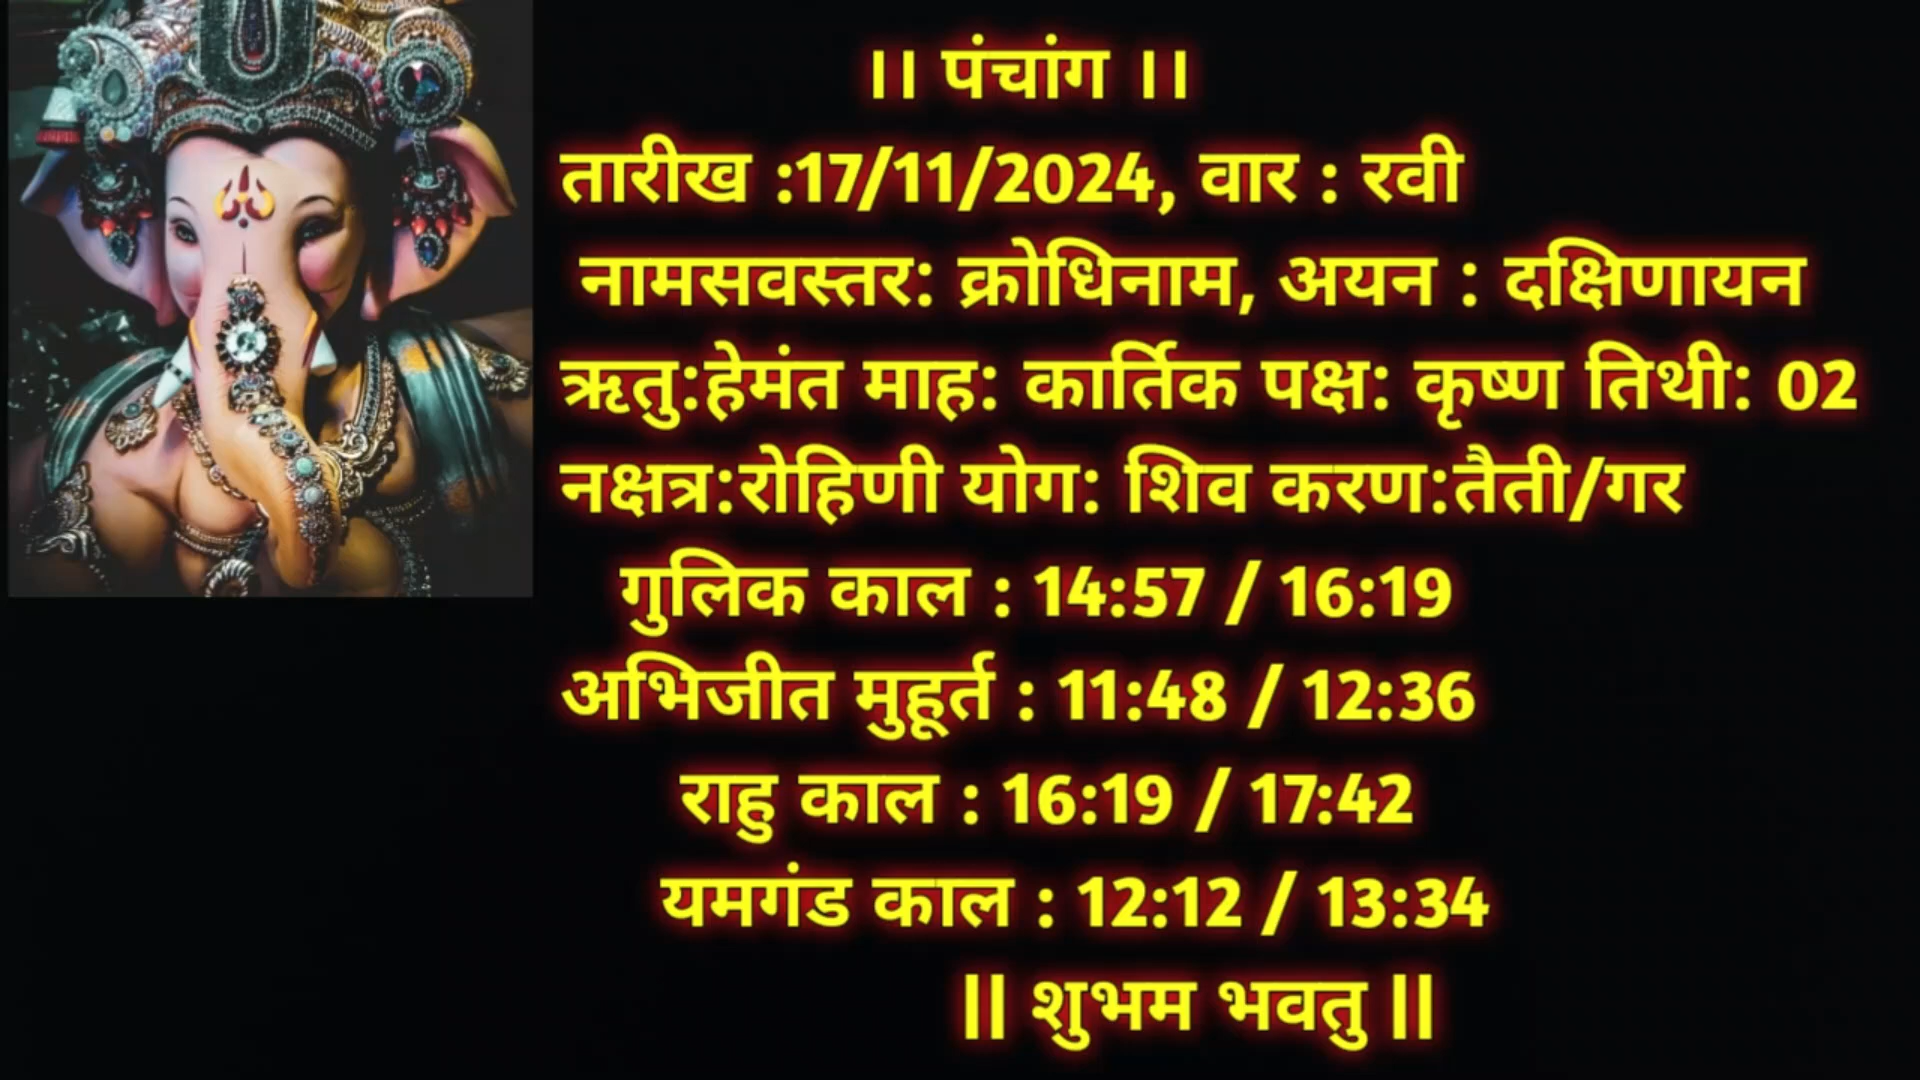 ।। पंचांग ।।
तारीख :17/11/2024, वार : रवी
नामसवस्तर: क्रोधिनाम, अयन : दक्षिणायन
ऋतु:हेमंत माह: कार्तिक पक्ष: कृष्ण तिथी: 02
नक्षत्र:रोहिणी योग: शिव करण:तैती/गर
गुलिक काल : 14:57 / 16:19
अभिजीत मुहूर्त : 11:48 / 12:36
राहु काल : 16:19 / 17:42
यमगंड काल : 12:12 / 13:34
|| शुभम भवतु ||